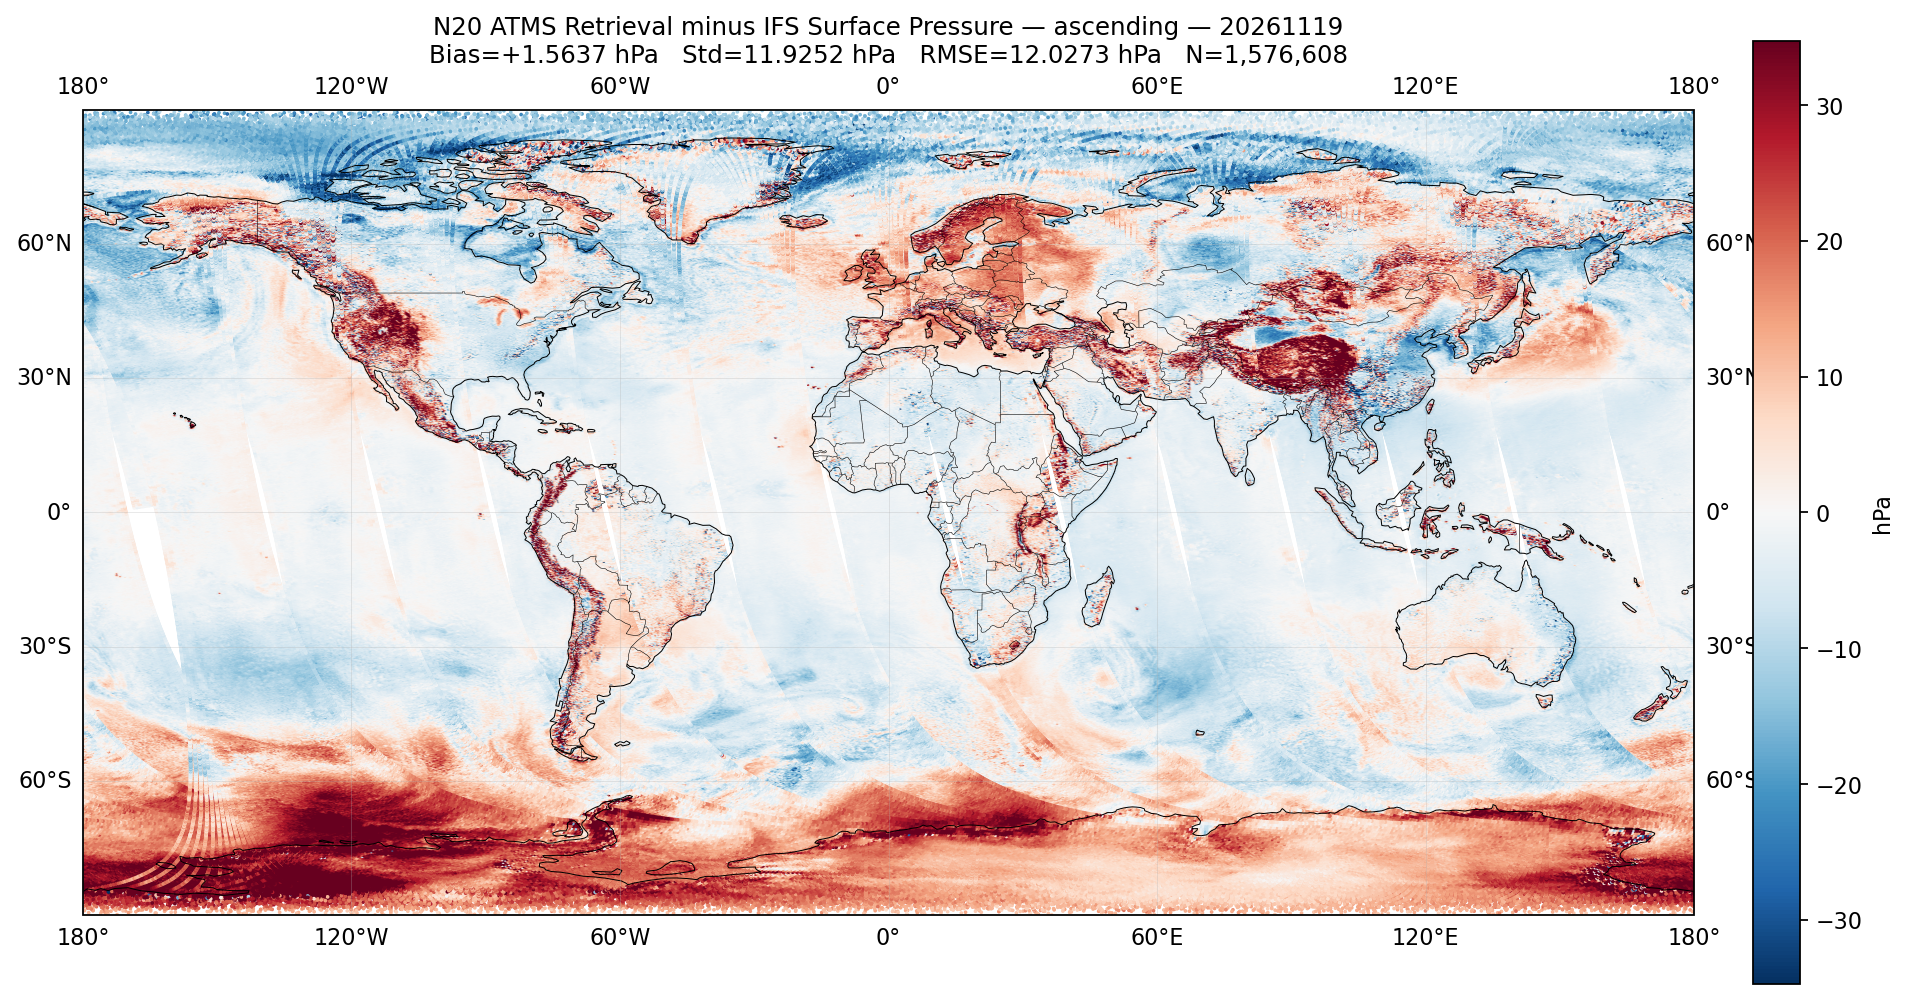 N20 ATMS Retrieval minus IFS Surface Pressure — ascending — 20261119
Bias=+1.5637 hPa   Std=11.9252 hPa   RMSE=12.0273 hPa   N=1,576,608
180° 120°W 60°W 0° 60°E 120°E 180°
60°N 60°N
30°N 30°N
0° 0°
30°S 30°S
60°S 60°S
180° 120°W 60°W 0° 60°E 120°E 180°
30
20
10
0
−10
−20
−30
hPa